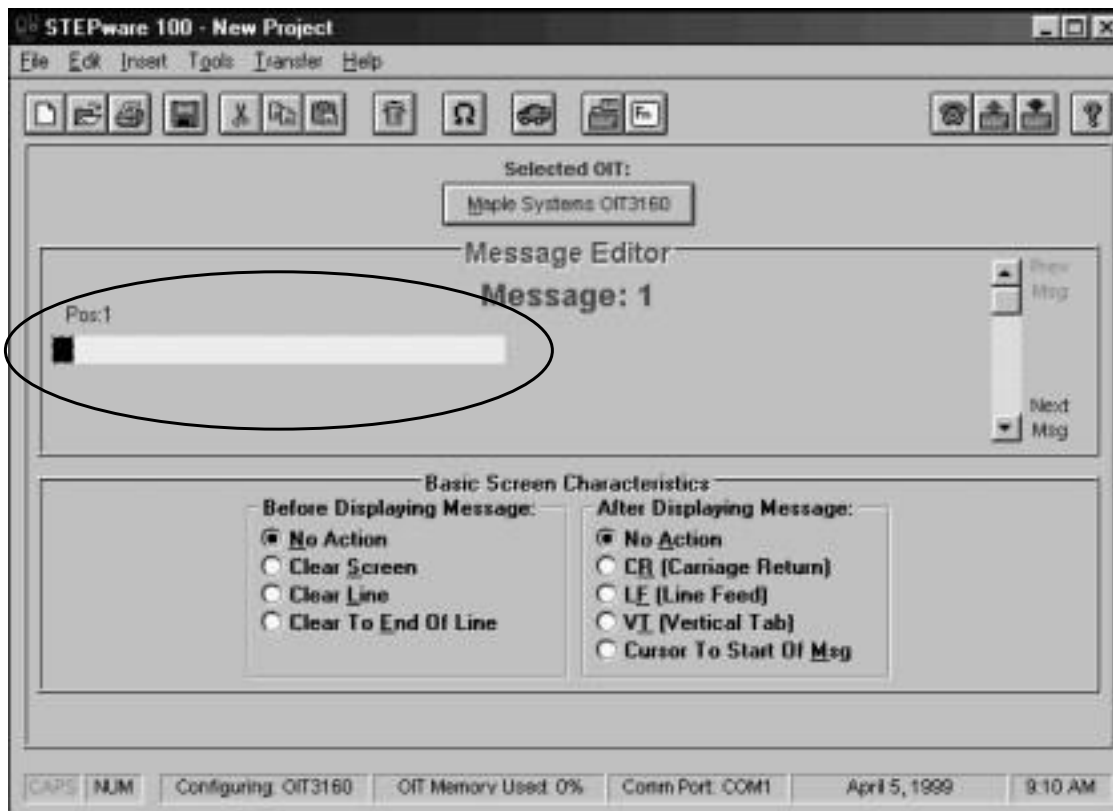 STEPware 100 - New Project
File Edit Insert Tools Transfer Help
Fn
Selected OIT:
Maple Systems OIT3160
Message Editor
Message: 1
Prev
Msg
Pos:1
Next
Msg
Basic Screen Characteristics
Before Displaying Message:
No Action
Clear Screen
Clear Line
Clear To End Of Line
After Displaying Message:
No Action
CR (Carriage Return)
LF (Line Feed)
VT (Vertical Tab)
Cursor To Start Of Msg
CAPS NUM Configuring: OIT3160 OIT Memory Used: 0% Comm Port: COM1 April 5, 1999 9:10 AM